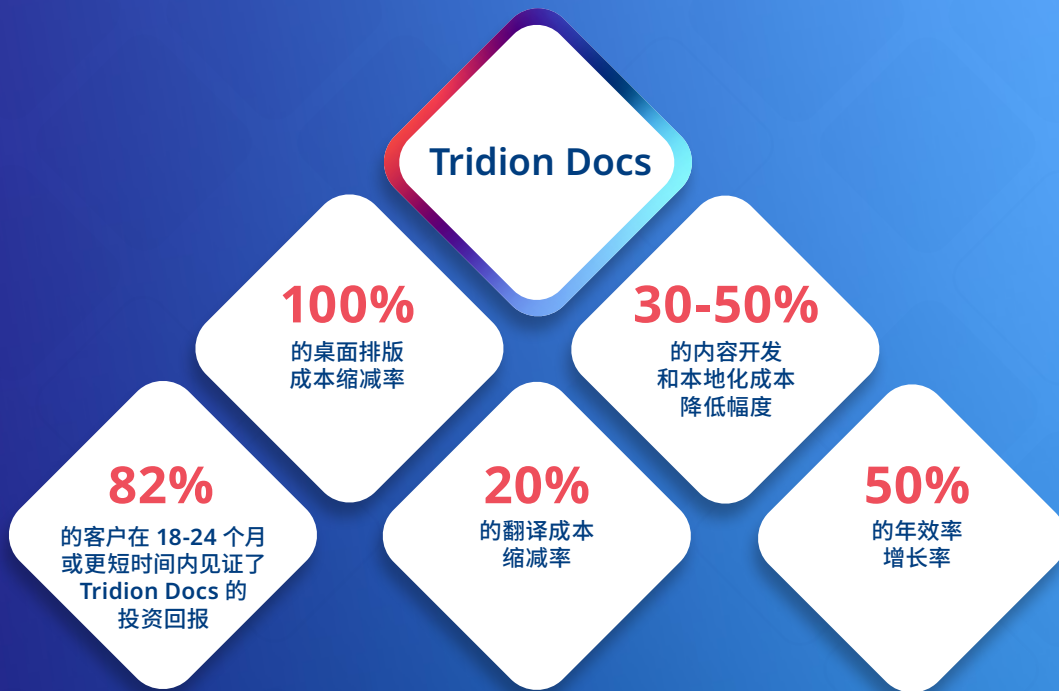 Tridion Docs
100%
的桌面排版
成本缩减率
30-50%
的内容开发
和本地化成本
降低幅度
82%
的客户在 18-24 个月
或更短时间内见证了
Tridion Docs 的
投资回报
20%
的翻译成本
缩减率
50%
的年效率
增长率